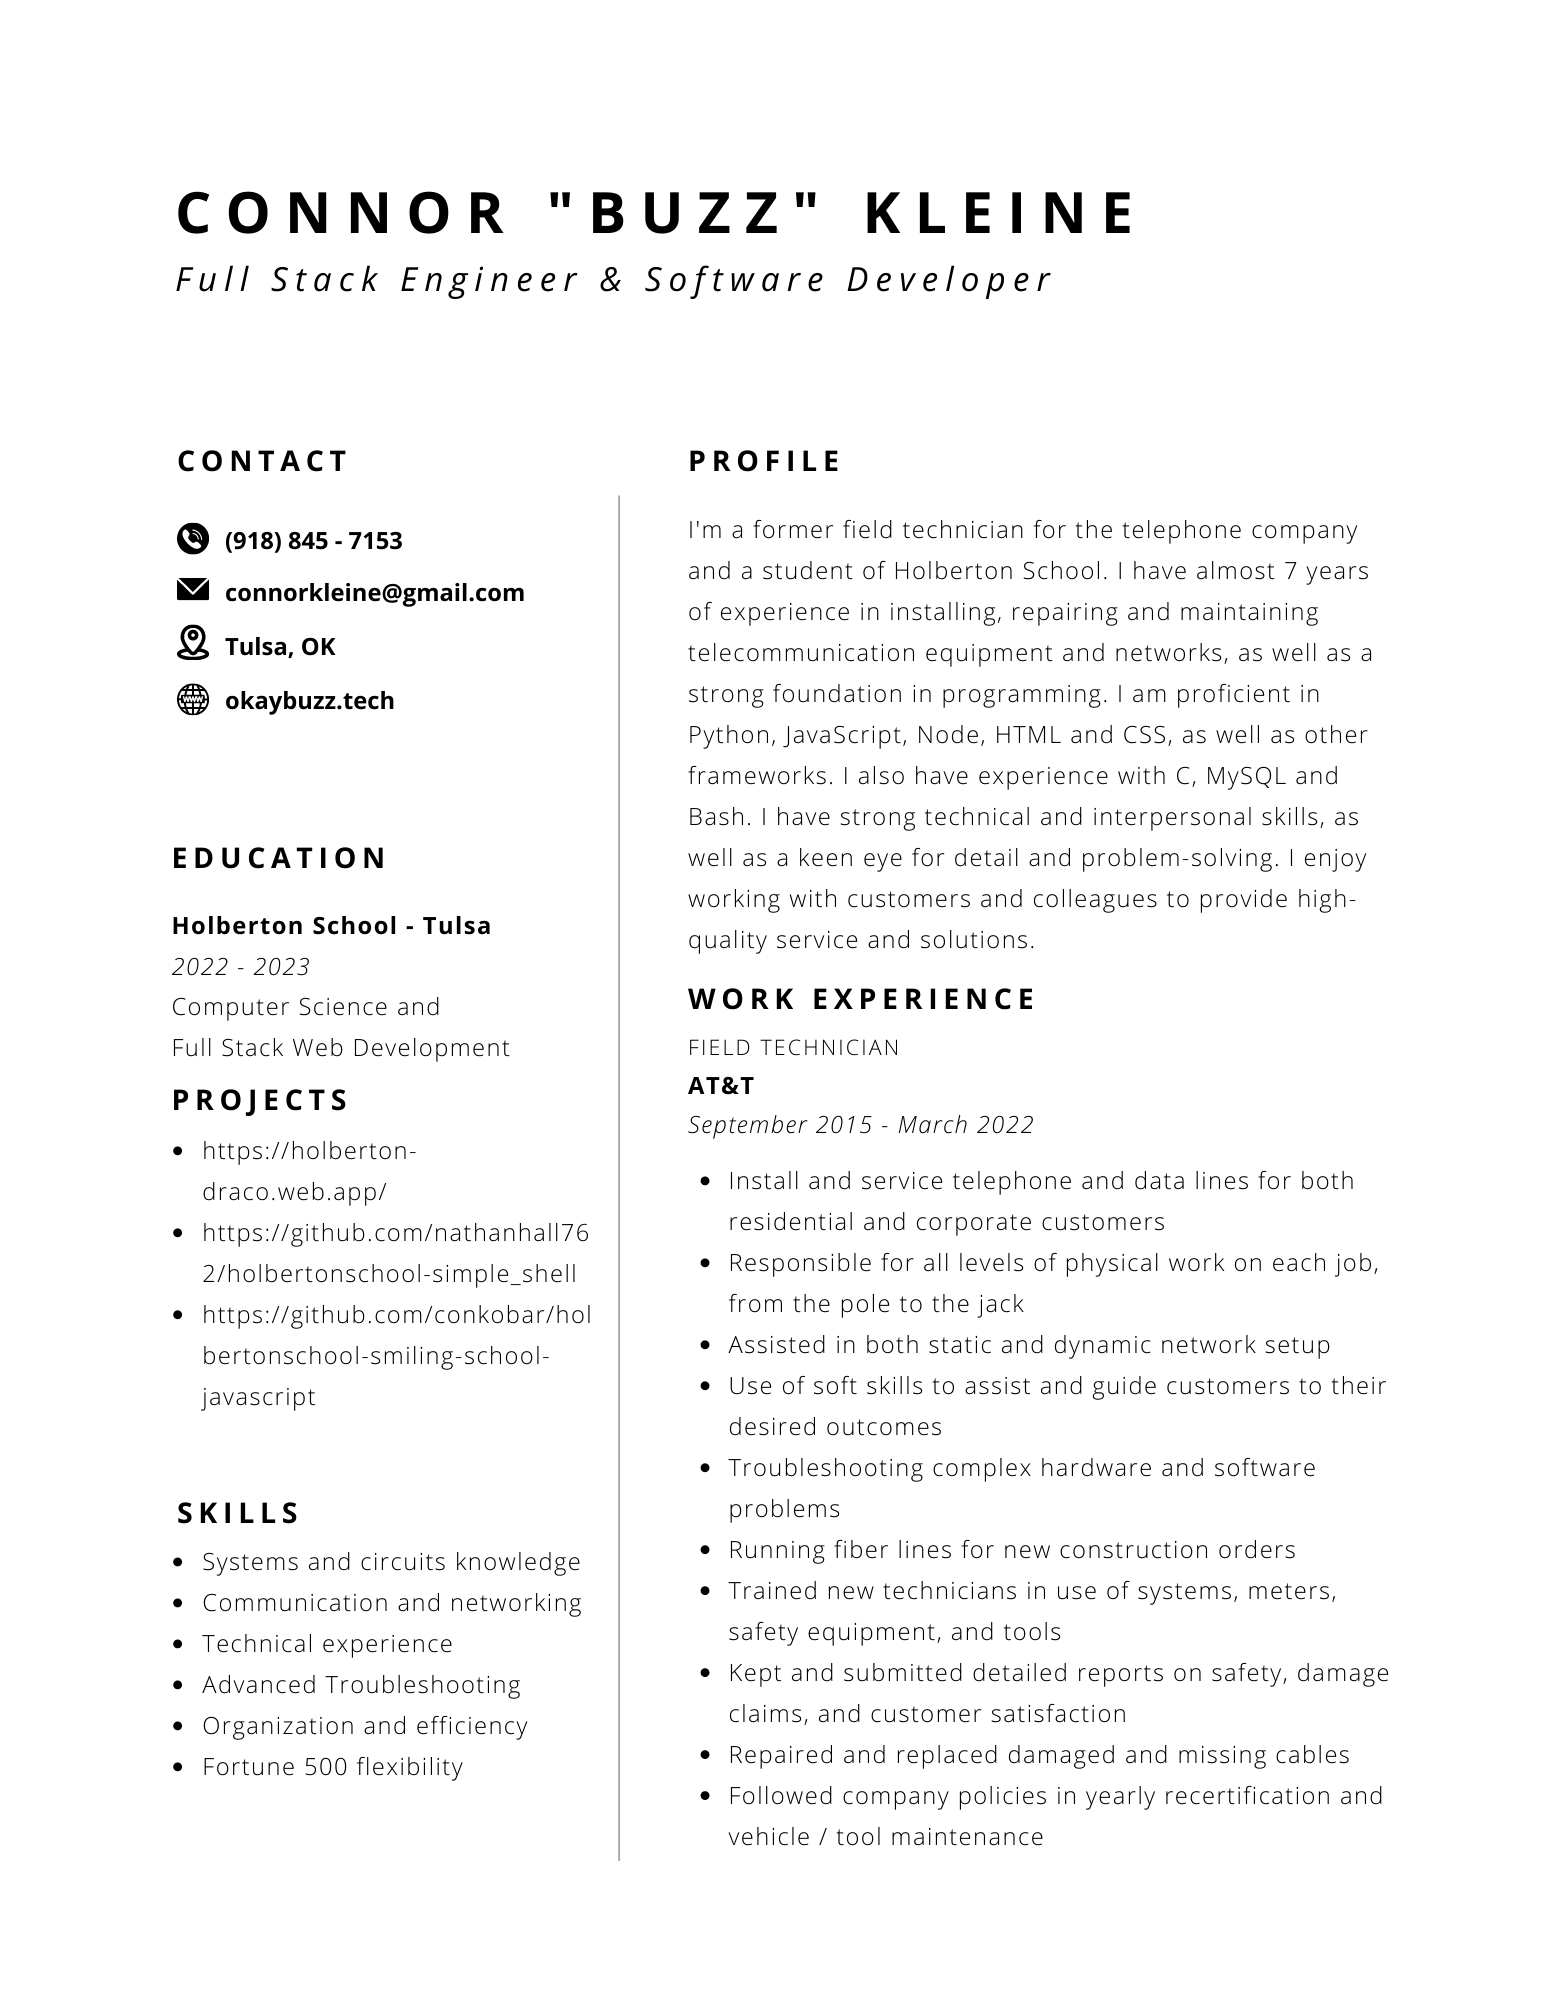 CONNOR "BUZZ" KLEINE
Full Stack Engineer & Software Developer
CONTACT
(918) 845 - 7153
connorkleine@gmail.com
Tulsa, OK
okaybuzz.tech
EDUCATION
Holberton School - Tulsa
2022 - 2023
Computer Science and
Full Stack Web Development
PROJECTS
• https://holberton-
draco.web.app/
• https://github.com/nathanhall76
2/holbertonschool-simple_shell
• https://github.com/conkobar/hol
bertonschool-smiling-school-
javascript
SKILLS
• Systems and circuits knowledge
• Communication and networking
• Technical experience
• Advanced Troubleshooting
• Organization and efficiency
• Fortune 500 flexibility
PROFILE
I'm a former field technician for the telephone company
and a student of Holberton School. I have almost 7 years
of experience in installing, repairing and maintaining
telecommunication equipment and networks, as well as a
strong foundation in programming. I am proficient in
Python, JavaScript, Node, HTML and CSS, as well as other
frameworks. I also have experience with C, MySQL and
Bash. I have strong technical and interpersonal skills, as
well as a keen eye for detail and problem-solving. I enjoy
working with customers and colleagues to provide high-
quality service and solutions.
WORK EXPERIENCE
FIELD TECHNICIAN
AT&T
September 2015 - March 2022
• Install and service telephone and data lines for both
residential and corporate customers
• Responsible for all levels of physical work on each job,
from the pole to the jack
• Assisted in both static and dynamic network setup
• Use of soft skills to assist and guide customers to their
desired outcomes
• Troubleshooting complex hardware and software
problems
• Running fiber lines for new construction orders
• Trained new technicians in use of systems, meters,
safety equipment, and tools
• Kept and submitted detailed reports on safety, damage
claims, and customer satisfaction
• Repaired and replaced damaged and missing cables
• Followed company policies in yearly recertification and
vehicle / tool maintenance